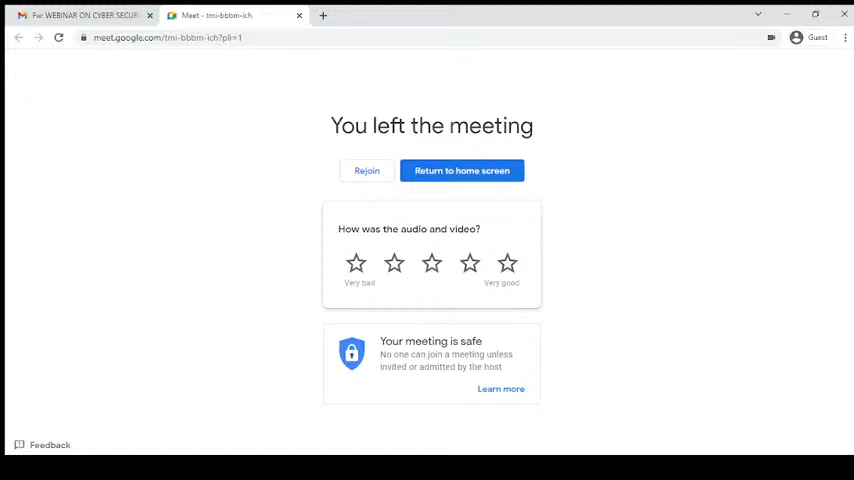 Fw: WEBINAR ON CYBER SECURI
Meet - tmi-bbbm-ich
meet.google.com/tmi-bbbm-ich?pli=1
Guest
You left the meeting
Rejoin
Return to home screen
How was the audio and video?
Very bad
Very good
Your meeting is safe
No one can join a meeting unless
invited or admitted by the host
Learn more
Feedback